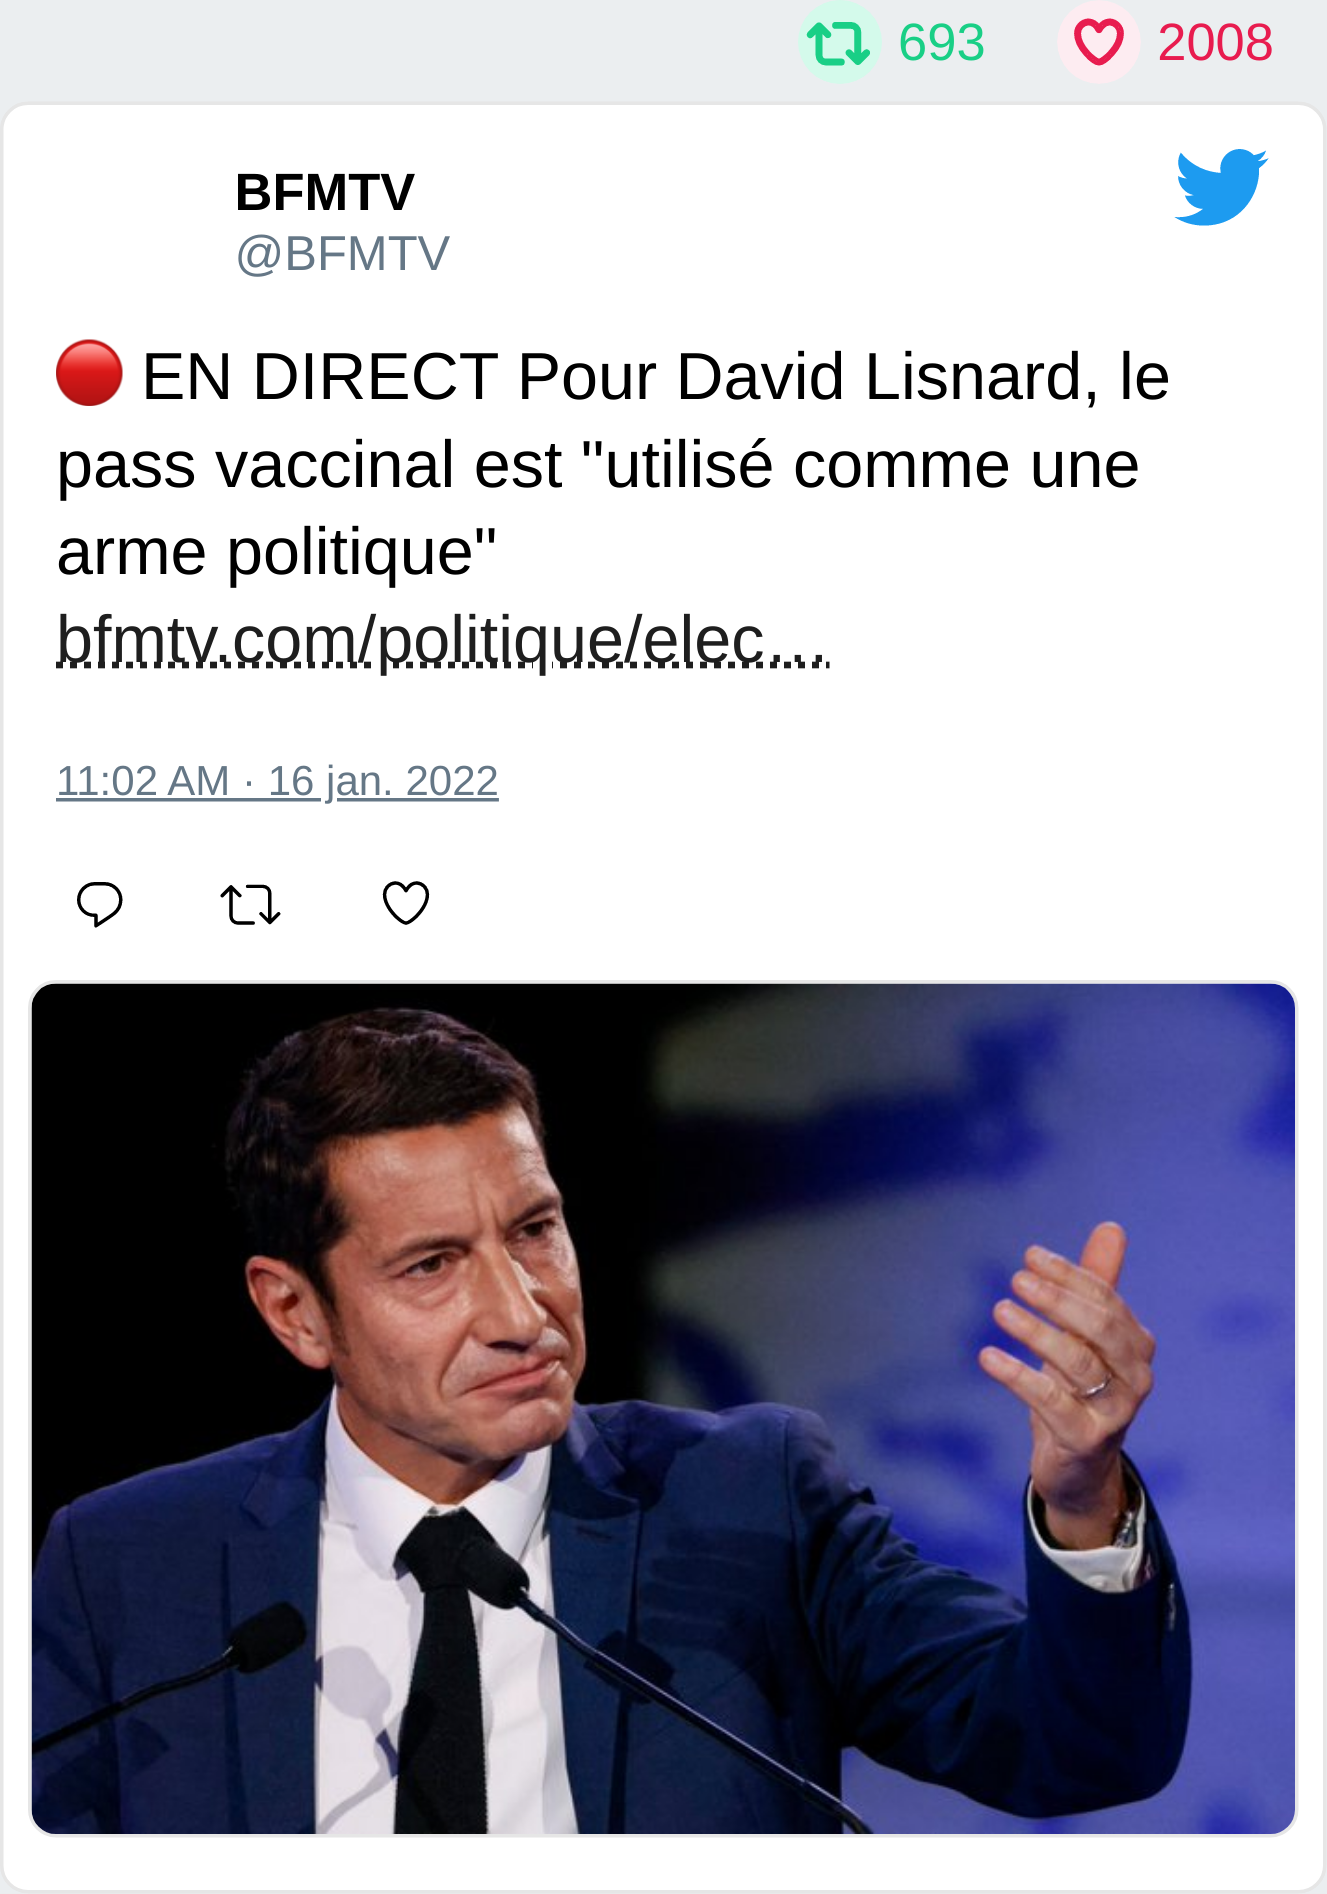 693 2008
BFMTV
@BFMTV
🔴 EN DIRECT Pour David Lisnard, le
pass vaccinal est "utilisé comme une
arme politique"
bfmtv.com/politique/elec…
11:02 AM · 16 jan. 2022